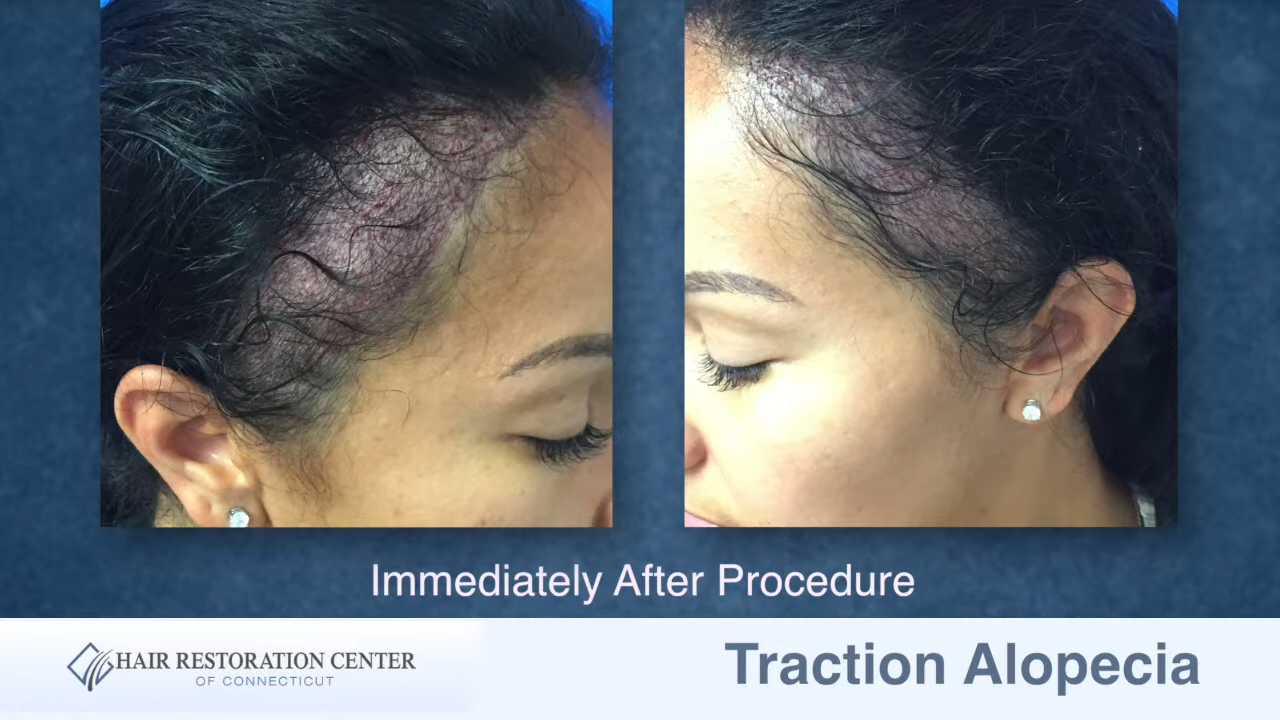 Immediately After Procedure
HAIR RESTORATION CENTER
OF CONNECTICUT
Traction Alopecia